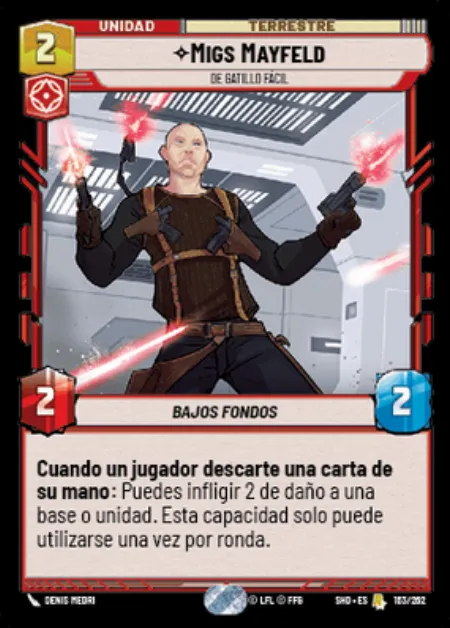 UNIDAD
TERRESTRE
2
MIGS MAYFELD
DE GATILLO FÁCIL
2
BAJOS FONDOS
2
Cuando un jugador descarte una carta de
su mano: Puedes infligir 2 de daño a una
base o unidad. Esta capacidad solo puede
utilizarse una vez por ronda.
DENIS MEDRI
© LFL © FFG
SHD • ES
163/262